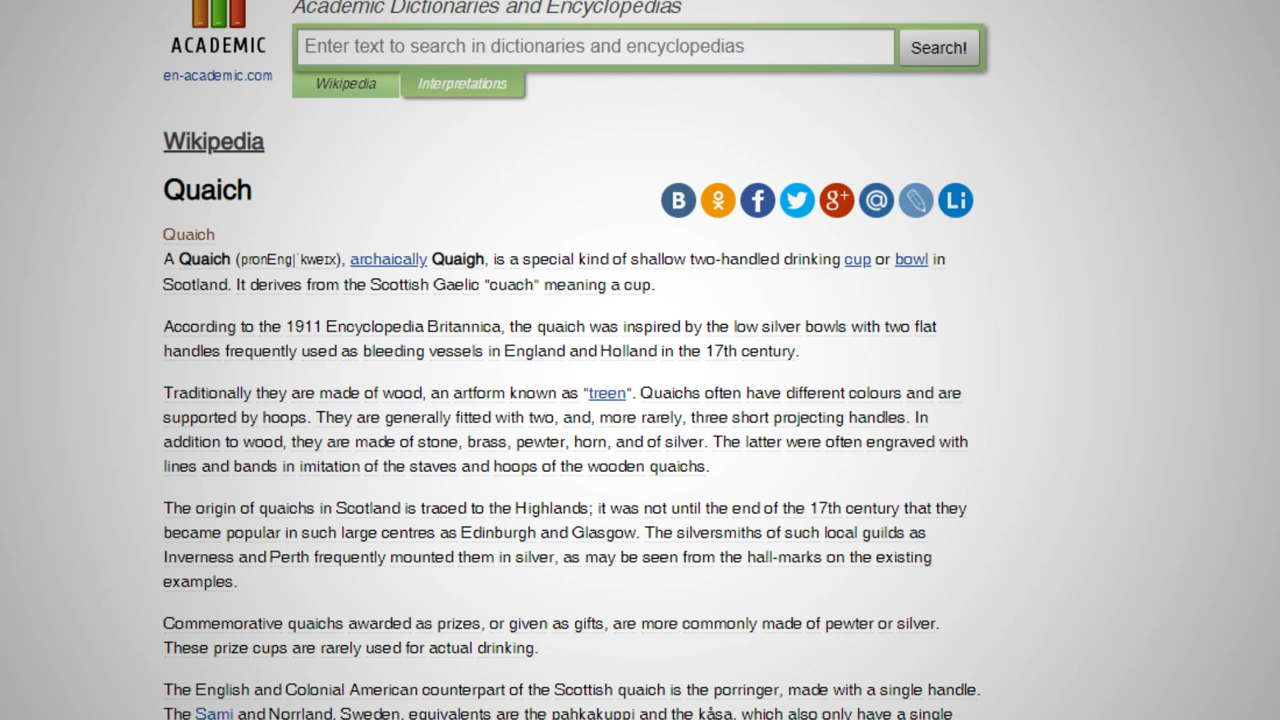 Academic Dictionaries and Encyclopedias
ACADEMIC
en-academic.com
Enter text to search in dictionaries and encyclopedias
Search!
Wikipedia
Interpretations
Wikipedia
Quaich
Quaich
A Quaich (pronEng|ˈkweɪx), archaically Quaigh, is a special kind of shallow two-handled drinking cup or bowl in
Scotland. It derives from the Scottish Gaelic "cuach" meaning a cup.
According to the 1911 Encyclopedia Britannica, the quaich was inspired by the low silver bowls with two flat
handles frequently used as bleeding vessels in England and Holland in the 17th century.
Traditionally they are made of wood, an artform known as "treen". Quaichs often have different colours and are
supported by hoops. They are generally fitted with two, and, more rarely, three short projecting handles. In
addition to wood, they are made of stone, brass, pewter, horn, and of silver. The latter were often engraved with
lines and bands in imitation of the staves and hoops of the wooden quaichs.
The origin of quaichs in Scotland is traced to the Highlands; it was not until the end of the 17th century that they
became popular in such large centres as Edinburgh and Glasgow. The silversmiths of such local guilds as
Inverness and Perth frequently mounted them in silver, as may be seen from the hall-marks on the existing
examples.
Commemorative quaichs awarded as prizes, or given as gifts, are more commonly made of pewter or silver.
These prize cups are rarely used for actual drinking.
The English and Colonial American counterpart of the Scottish quaich is the porringer, made with a single handle.
The Sami and Norrland, Sweden, equivalents are the pahkakuppi and the kåsa, which also only have a single